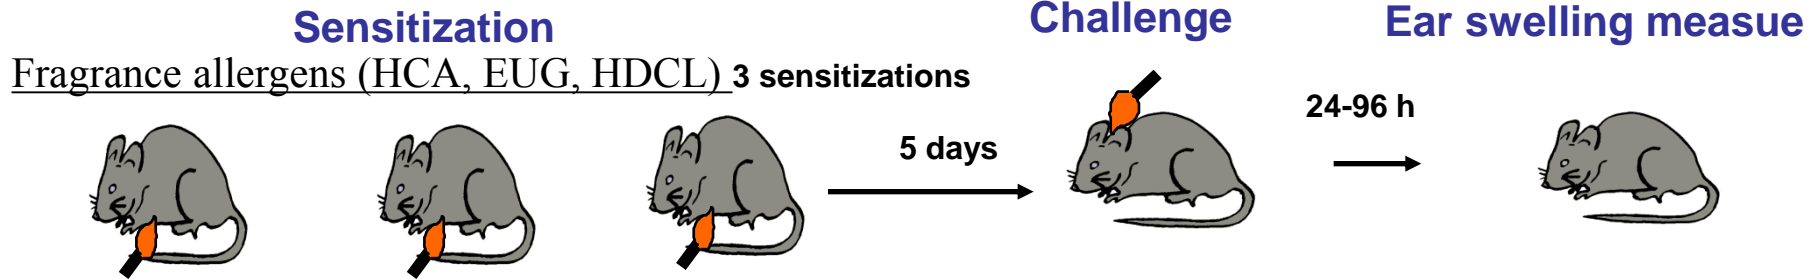 Sensitization
Challenge
Ear swelling measue
Fragrance allergens (HCA, EUG, HDCL) 3 sensitizations
24-96 h
5 days